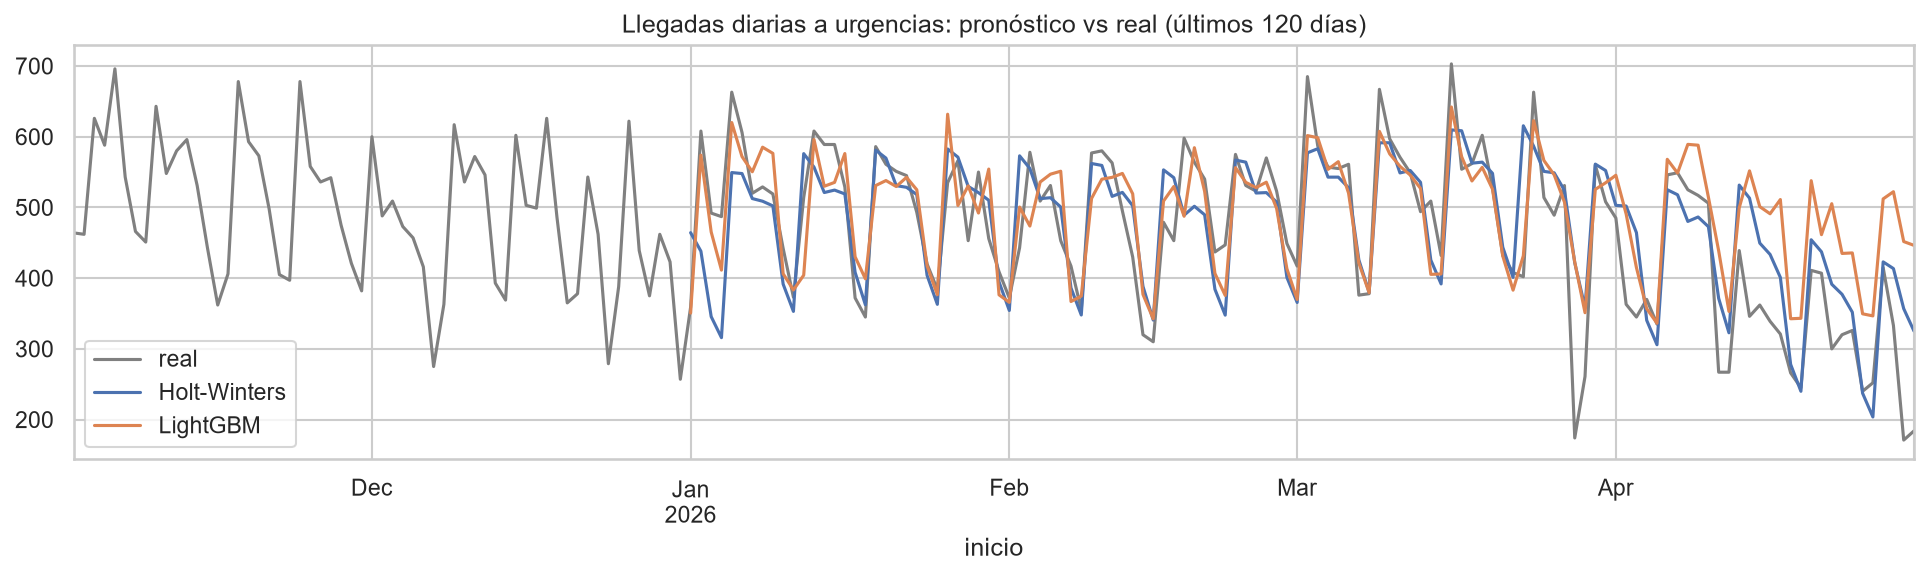 Llegadas diarias a urgencias: pronóstico vs real (últimos 120 días)
700
600
500
400
300
200
real
Holt-Winters
LightGBM
Dec
Jan
2026
Feb
Mar
Apr
inicio